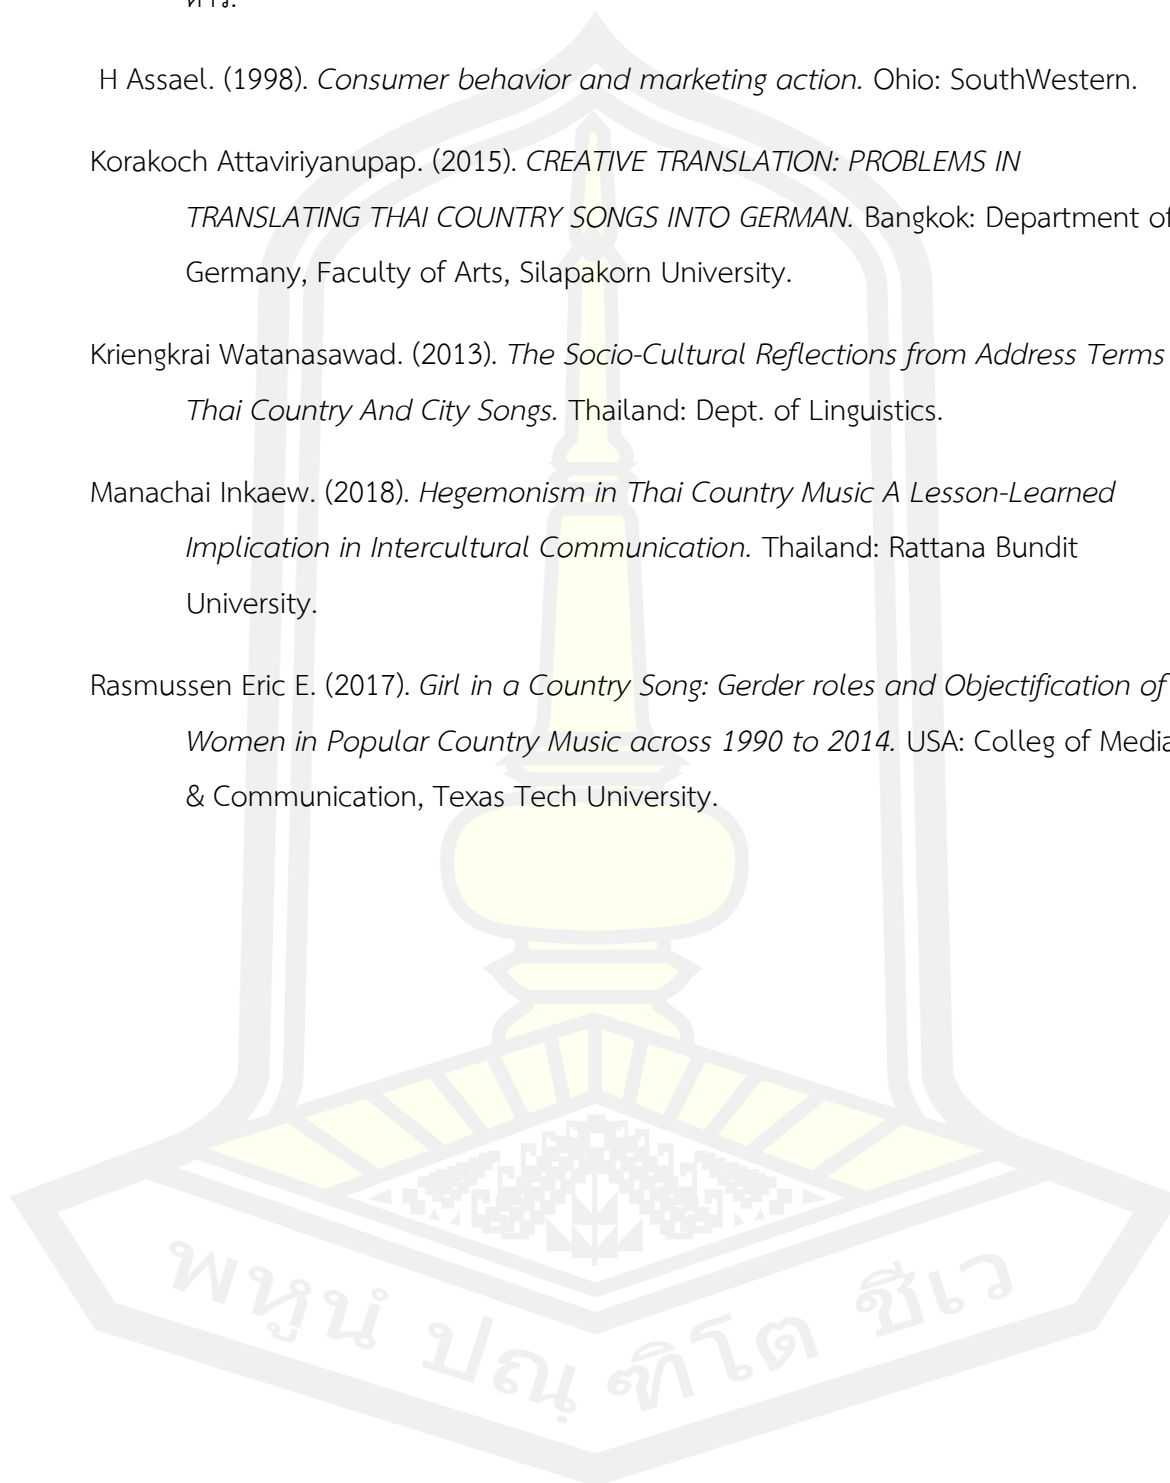 H Assael. (1998). Consumer behavior and marketing action. Ohio: SouthWestern.
Korakoch Attaviriyanupap. (2015). CREATIVE TRANSLATION: PROBLEMS IN
TRANSLATING THAI COUNTRY SONGS INTO GERMAN. Bangkok: Department of
Germany, Faculty of Arts, Silapakorn University.
Kriengkrai Watanasawad. (2013). The Socio-Cultural Reflections from Address Terms
Thai Country And City Songs. Thailand: Dept. of Linguistics.
Manachai Inkaew. (2018). Hegemonism in Thai Country Music A Lesson-Learned
Implication in Intercultural Communication. Thailand: Rattana Bundit
University.
Rasmussen Eric E. (2017). Girl in a Country Song: Gerder roles and Objectification of
Women in Popular Country Music across 1990 to 2014. USA: Colleg of Media
& Communication, Texas Tech University.
พหูนํ ปณฺฑิโต ชีเว